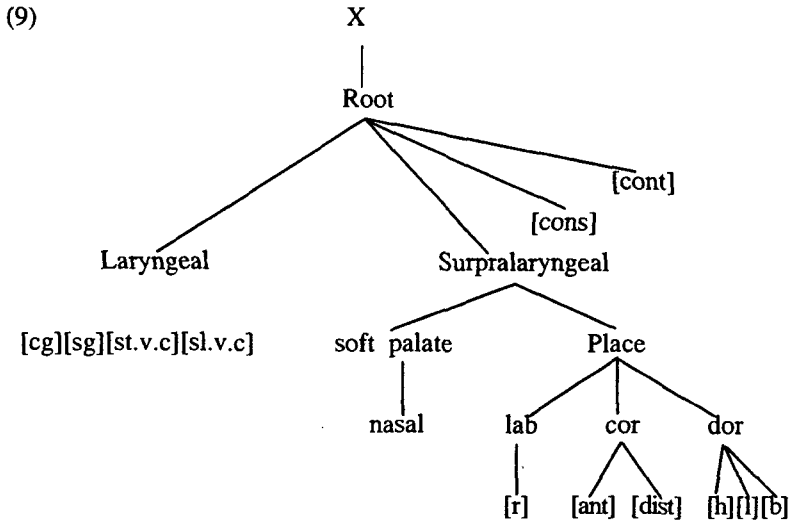 (9) X
Root
[cont]
[cons]
Laryngeal Surpralaryngeal
[cg][sg][st.v.c][sl.v.c] soft palate Place
nasal lab cor dor
[r] [ant] [dist] [h][l][b]